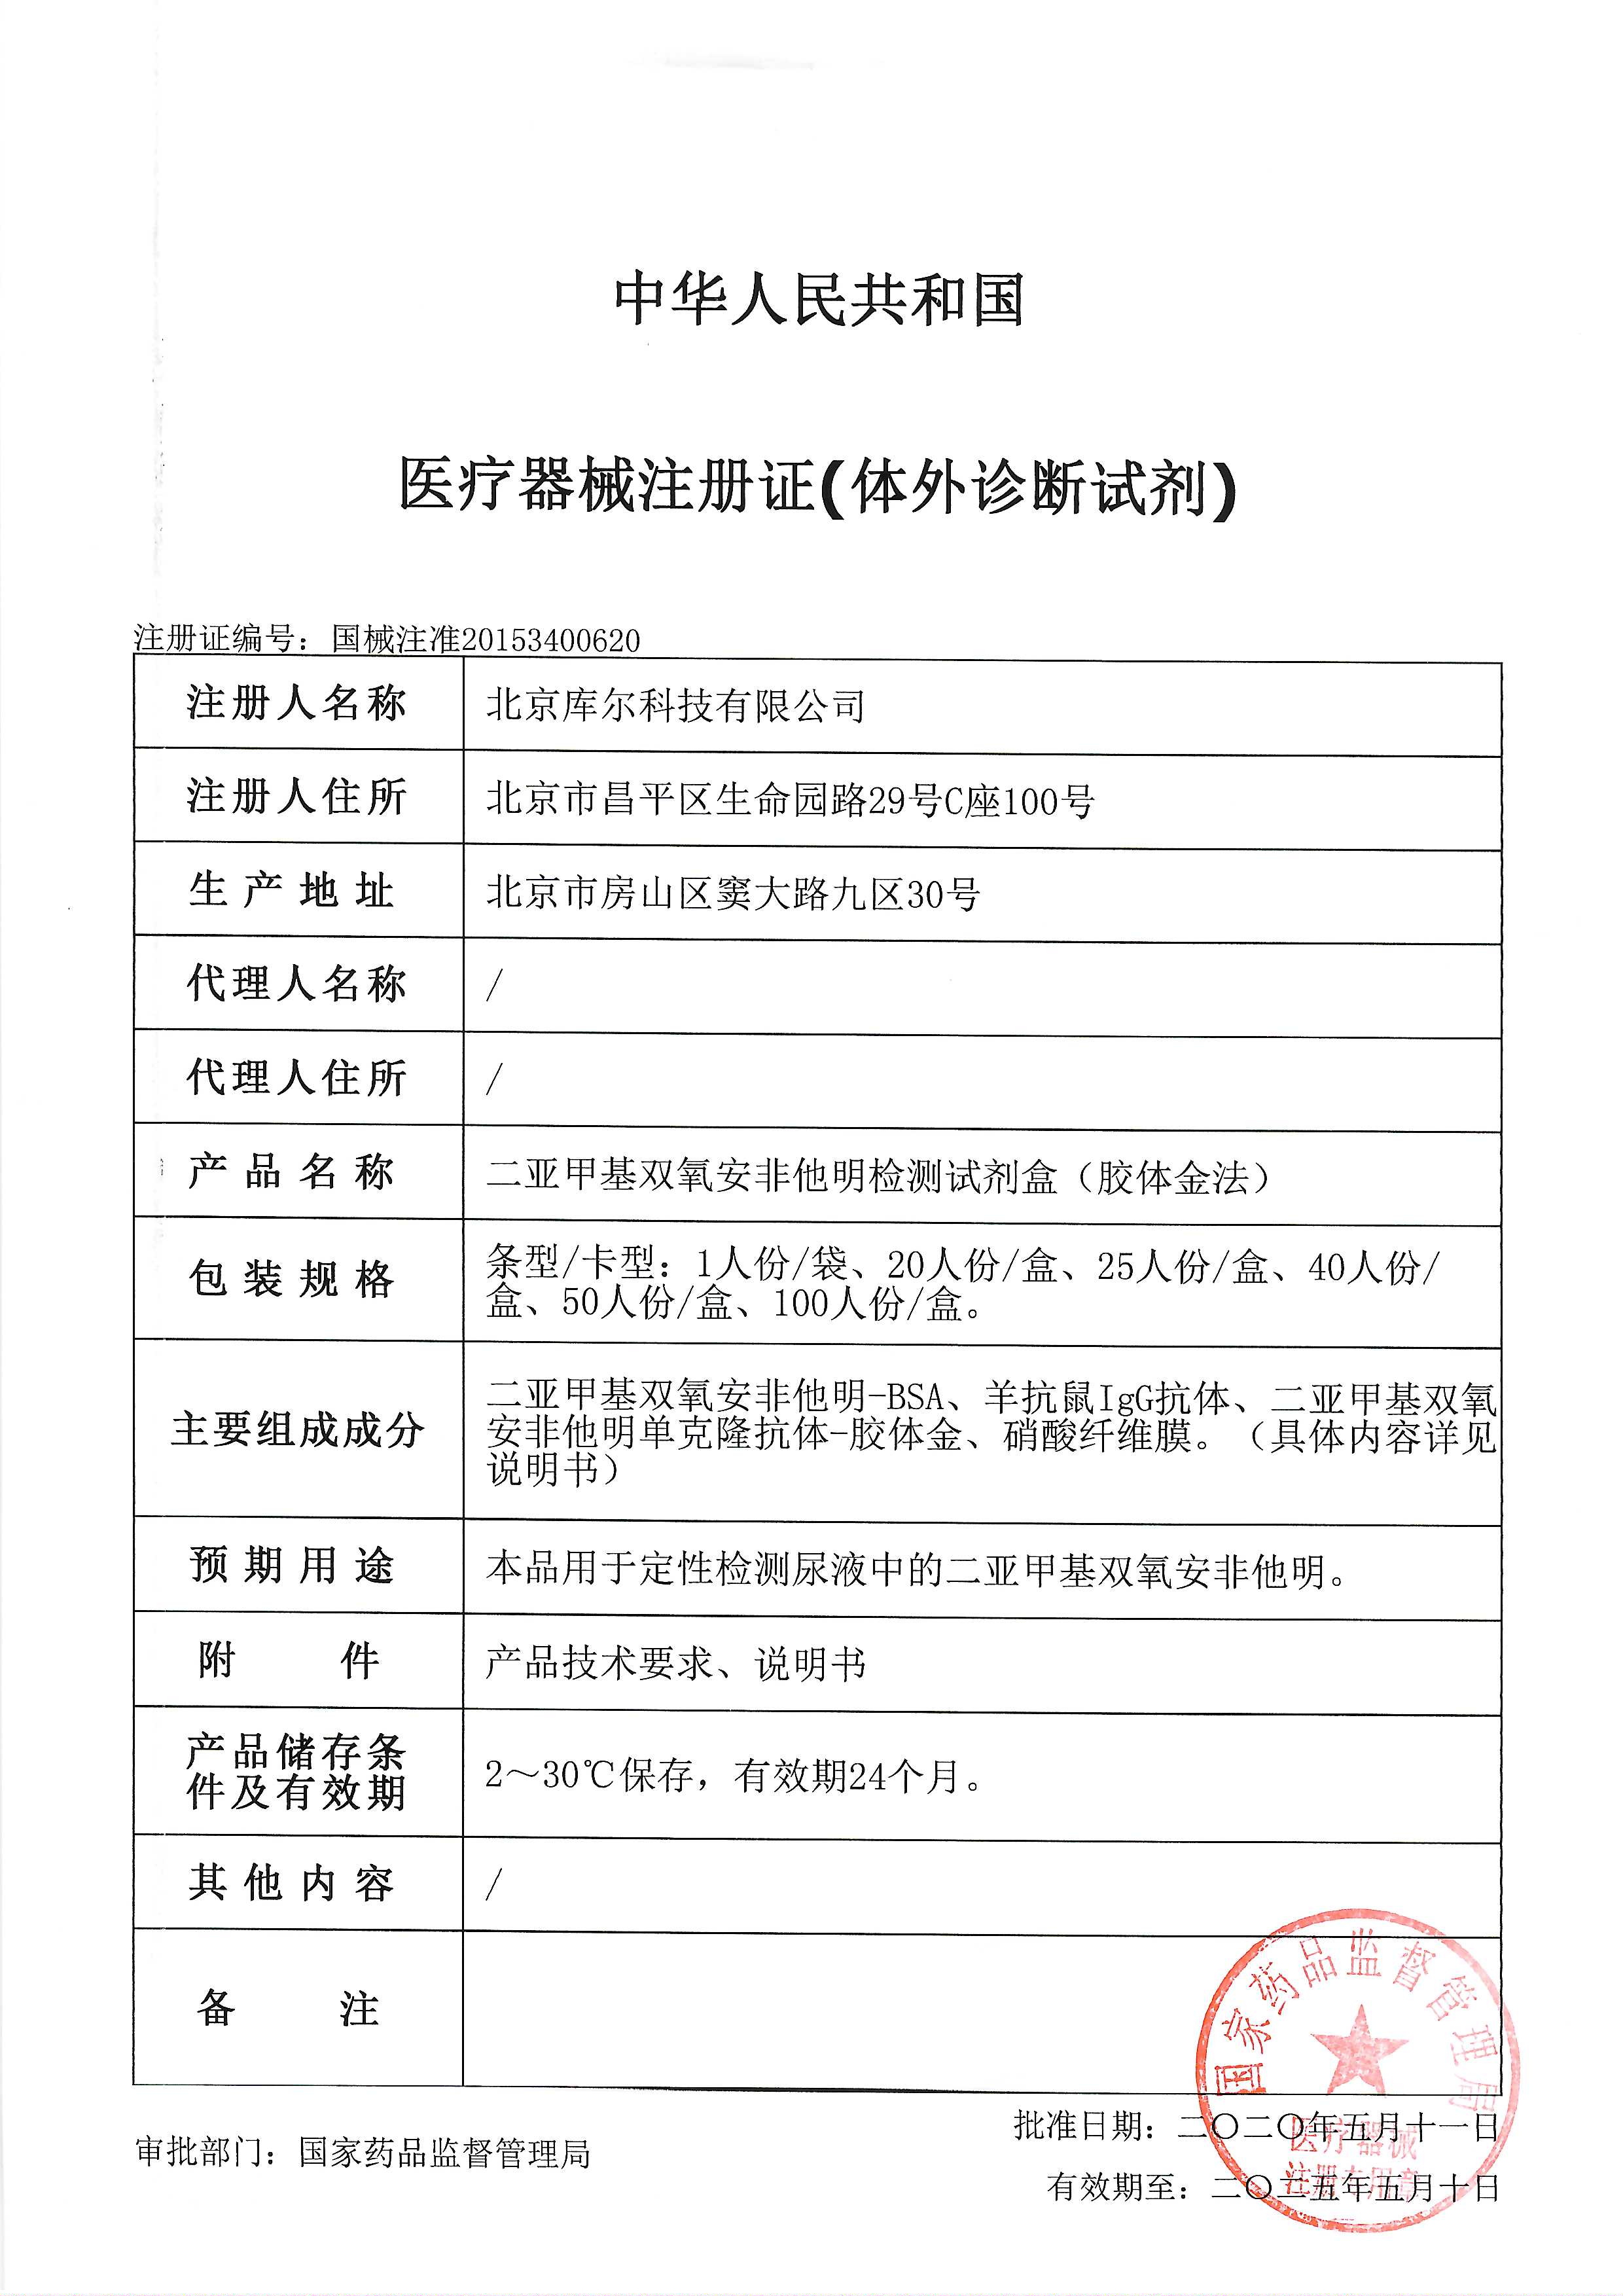 中华人民共和国
医疗器械注册证(体外诊断试剂)
注册证编号：国械注准20153400620
注册人名称 北京库尔科技有限公司
注册人住所 北京市昌平区生命园路29号C座100号
生产地址 北京市房山区窦大路九区30号
代理人名称 /
代理人住所 /
产品名称 二亚甲基双氧安非他明检测试剂盒（胶体金法）
包装规格 条型/卡型：1人份/袋、20人份/盒、25人份/盒、40人份/
盒、50人份/盒、100人份/盒。
主要组成成分 二亚甲基双氧安非他明-BSA、羊抗鼠IgG抗体、二亚甲基双氧
安非他明单克隆抗体-胶体金、硝酸纤维膜。（具体内容详见
说明书）
预期用途 本品用于定性检测尿液中的二亚甲基双氧安非他明。
附件 产品技术要求、说明书
产品储存条
件及有效期 2～30℃保存，有效期24个月。
其他内容 /
备注
国家药品监督管理局
医疗器械
注册专用章
审批部门：国家药品监督管理局
批准日期：二〇二〇年五月十一日
有效期至：二〇二五年五月十日